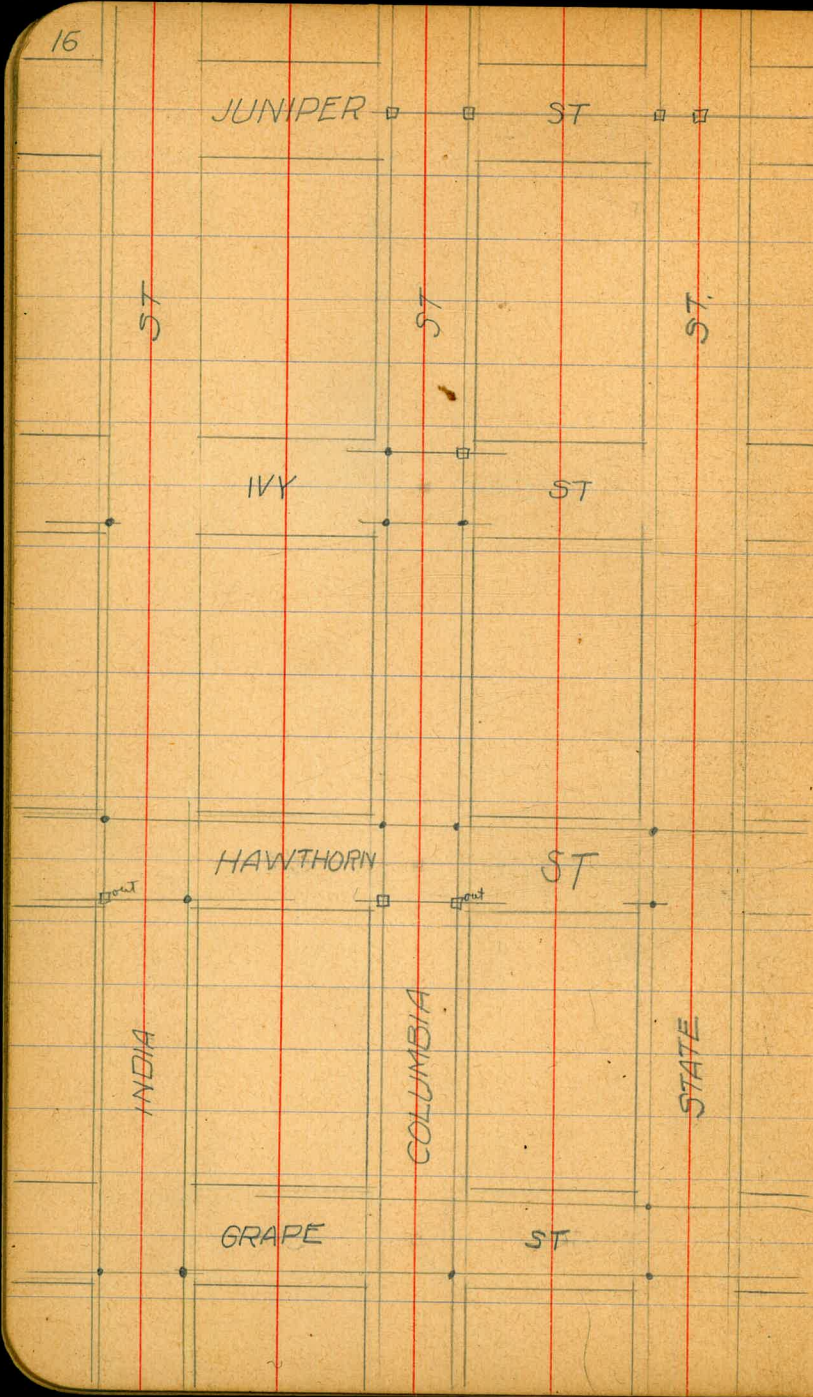 16
JUNIPER ST
ST ST ST.
IVY ST
HAWTHORN ST
out out
INDIA COLUMBIA STATE
GRAPE ST